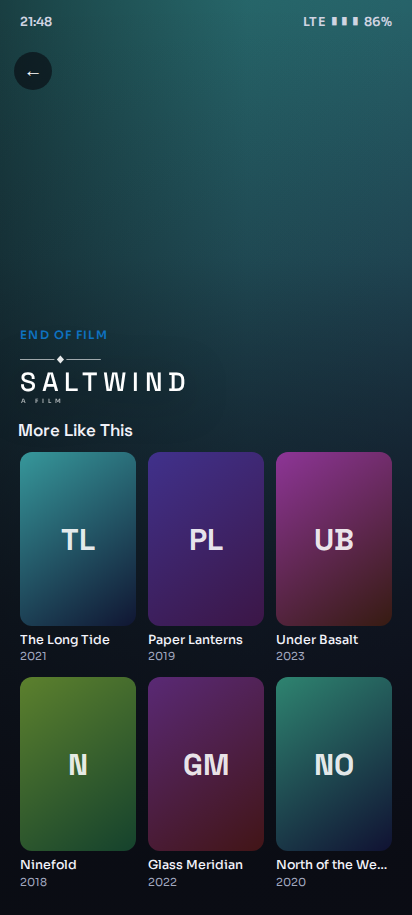 21:48 LTE 86%
←
END OF FILM
SALTWIND
A FILM
More Like This
TL PL UB
The Long Tide Paper Lanterns Under Basalt
2021 2019 2023
N GM NO
Ninefold Glass Meridian North of the We...
2018 2022 2020